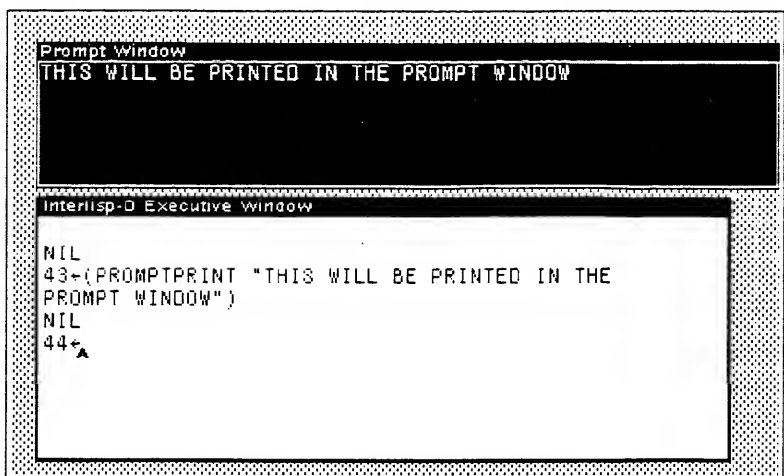 Prompt Window
THIS WILL BE PRINTED IN THE PROMPT WINDOW
Interlisp-D Executive Window
NIL
43←(PROMPTPRINT "THIS WILL BE PRINTED IN THE
PROMPT WINDOW")
NIL
44←